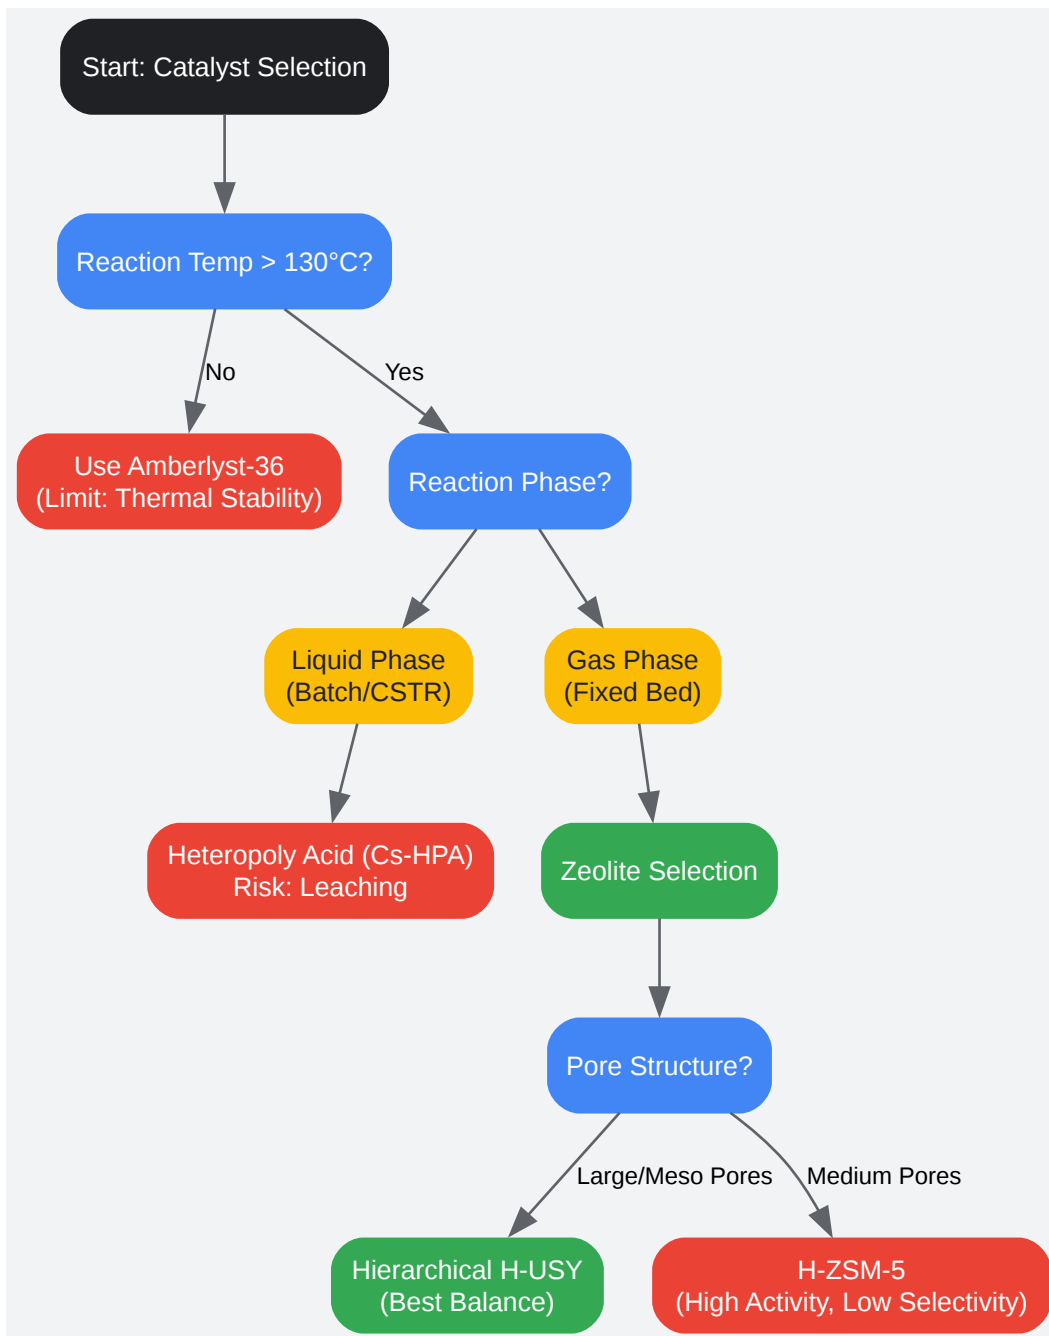 Start: Catalyst Selection
Reaction Temp > 130°C?
No
Yes
Use Amberlyst-36
(Limit: Thermal Stability)
Reaction Phase?
Liquid Phase
(Batch/CSTR)
Gas Phase
(Fixed Bed)
Heteropoly Acid (Cs-HPA)
Risk: Leaching
Zeolite Selection
Pore Structure?
Large/Meso Pores
Medium Pores
Hierarchical H-USY
(Best Balance)
H-ZSM-5
(High Activity, Low Selectivity)